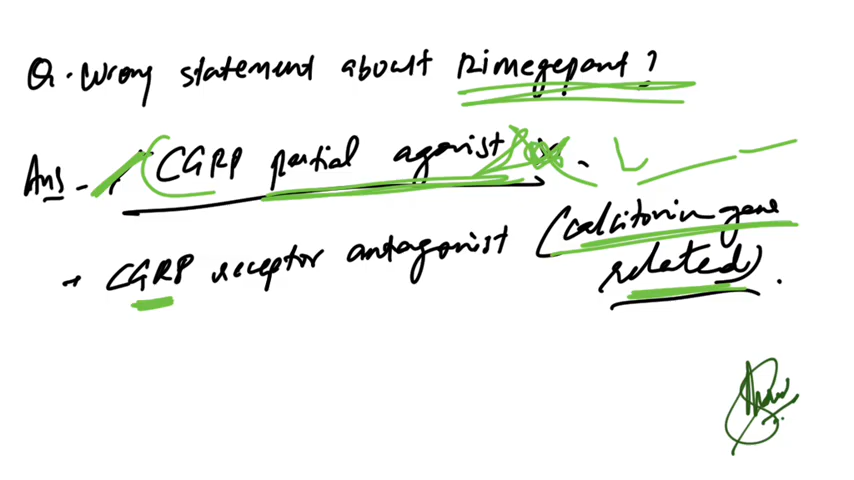 Q. Wrong statement about Rimegepant?
Ans - CGRP partial agonist
→ CGRP receptor antagonist (calcitonin gene
related).